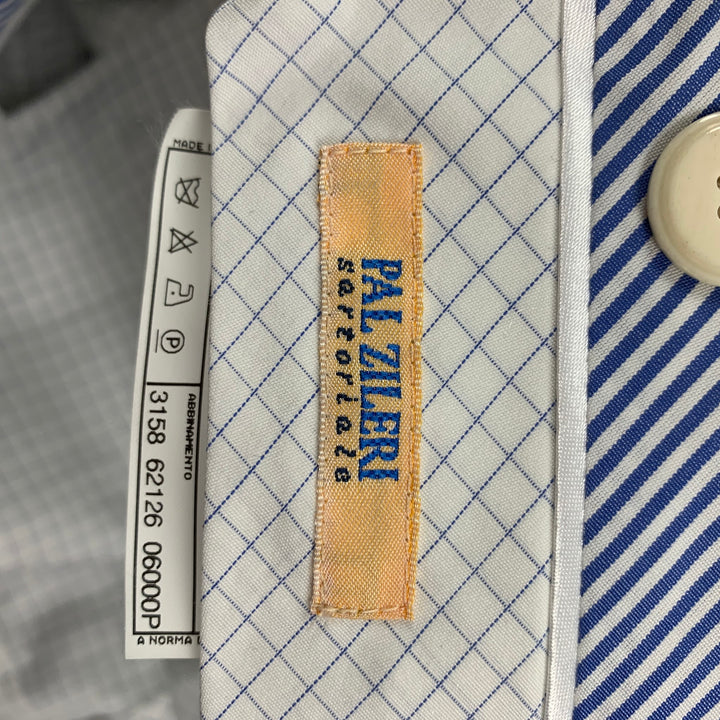 PAL ZILERI
sartoriale
MADE
ABBINAMENTO
3158 62126 06000P
A NORMA
P